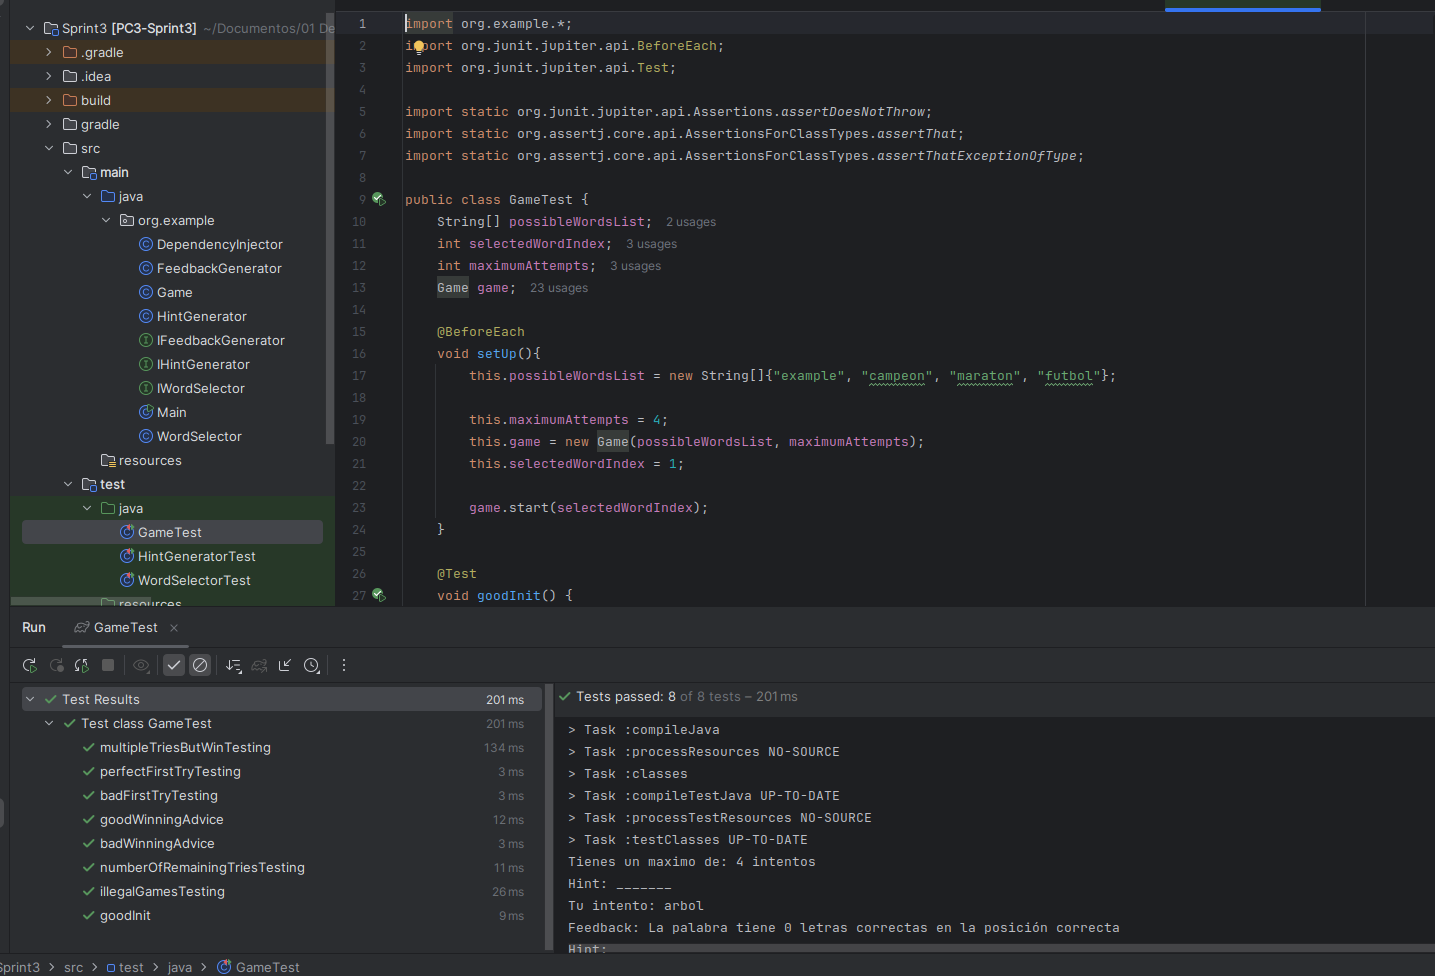 Sprint3 [PC3-Sprint3] ~/Documentos/01 De
.gradle
.idea
build
gradle
src
main
java
org.example
DependencyInjector
FeedbackGenerator
Game
HintGenerator
IFeedbackGenerator
IHintGenerator
IWordSelector
Main
WordSelector
resources
test
java
GameTest
HintGeneratorTest
WordSelectorTest
resources
1 import org.example.*;
2 import org.junit.jupiter.api.BeforeEach;
3 import org.junit.jupiter.api.Test;
4
5 import static org.junit.jupiter.api.Assertions.assertDoesNotThrow;
6 import static org.assertj.core.api.AssertionsForClassTypes.assertThat;
7 import static org.assertj.core.api.AssertionsForClassTypes.assertThatExceptionOfType;
8
9 public class GameTest {
10 String[] possibleWordsList; 2 usages
11 int selectedWordIndex; 3 usages
12 int maximumAttempts; 3 usages
13 Game game; 23 usages
14
15 @BeforeEach
16 void setUp(){
17 this.possibleWordsList = new String[]{"example", "campeon", "maraton", "futbol"};
18
19 this.maximumAttempts = 4;
20 this.game = new Game(possibleWordsList, maximumAttempts);
21 this.selectedWordIndex = 1;
22
23 game.start(selectedWordIndex);
24 }
25
26 @Test
27 void goodInit() {
Run GameTest
Test Results 201 ms
Test class GameTest 201 ms
multipleTriesButWinTesting 134 ms
perfectFirstTryTesting 3 ms
badFirstTryTesting 3 ms
goodWinningAdvice 12 ms
badWinningAdvice 3 ms
numberOfRemainingTriesTesting 11 ms
illegalGamesTesting 26 ms
goodInit 9 ms
Tests passed: 8 of 8 tests – 201 ms
> Task :compileJava
> Task :processResources NO-SOURCE
> Task :classes
> Task :compileTestJava UP-TO-DATE
> Task :processTestResources NO-SOURCE
> Task :testClasses UP-TO-DATE
Tienes un maximo de: 4 intentos
Hint: _______
Tu intento: arbol
Feedback: La palabra tiene 0 letras correctas en la posición correcta
Hint:
Sprint3 > src > test > java > GameTest